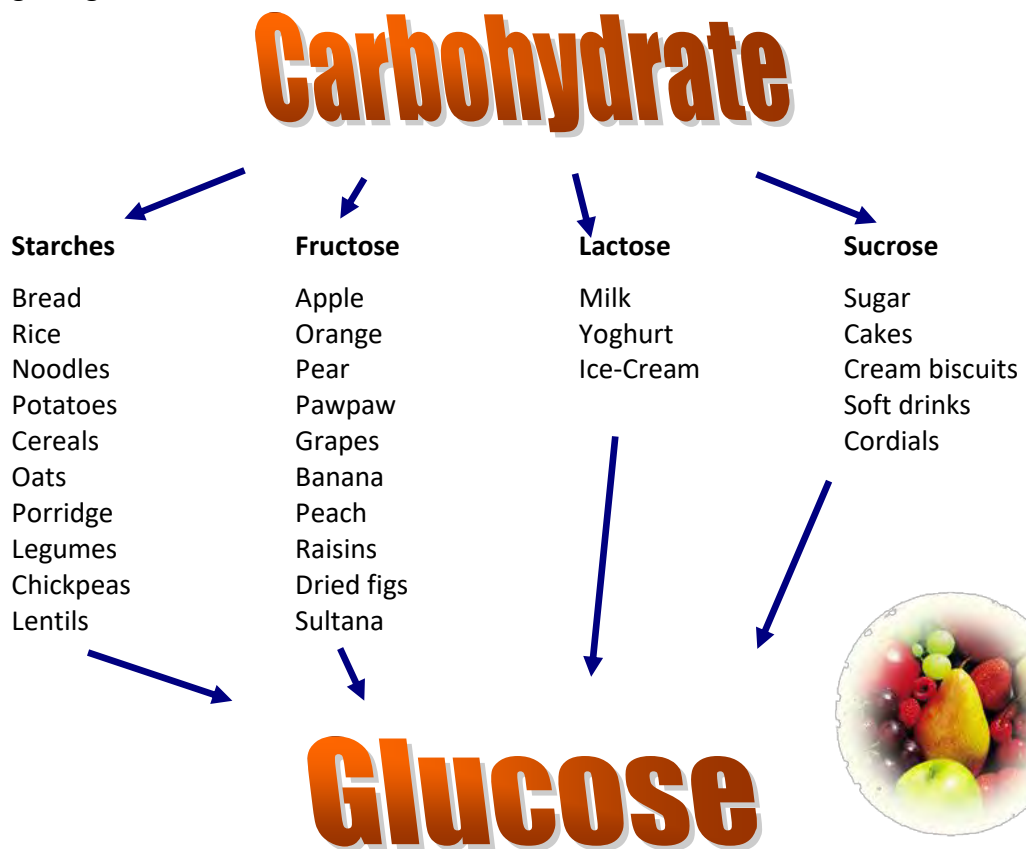 Carbohydrate
Starches
Bread
Rice
Noodles
Potatoes
Cereals
Oats
Porridge
Legumes
Chickpeas
Lentils
Fructose
Apple
Orange
Pear
Pawpaw
Grapes
Banana
Peach
Raisins
Dried figs
Sultana
Lactose
Milk
Yoghurt
Ice-Cream
Sucrose
Sugar
Cakes
Cream biscuits
Soft drinks
Cordials
Glucose